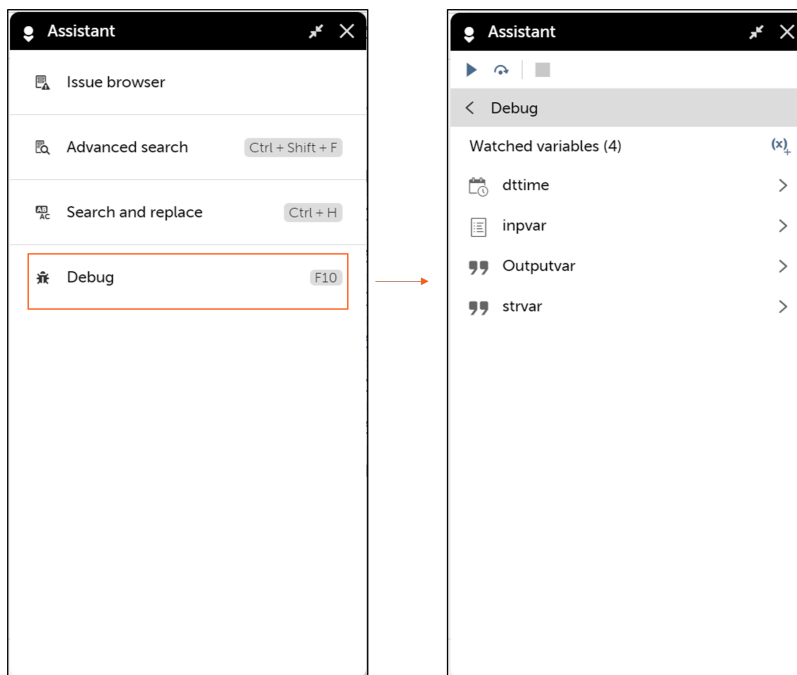 Assistant
Issue browser
Advanced search Ctrl + Shift + F
Search and replace Ctrl + H
Debug F10
Assistant
Debug
Watched variables (4) (x)+
dttime
inpvar
Outputvar
strvar